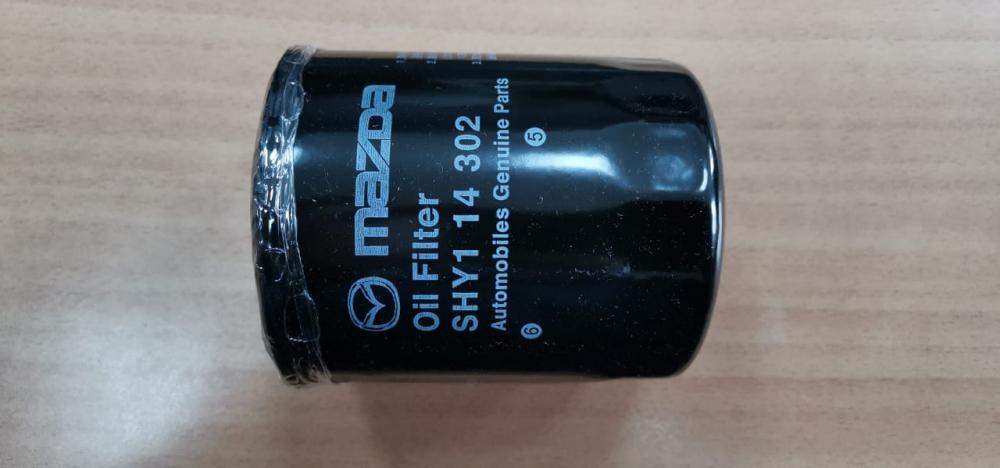 mazda
Oil Filter
SHY1 14 302
Automobiles Genuine Parts
6 5